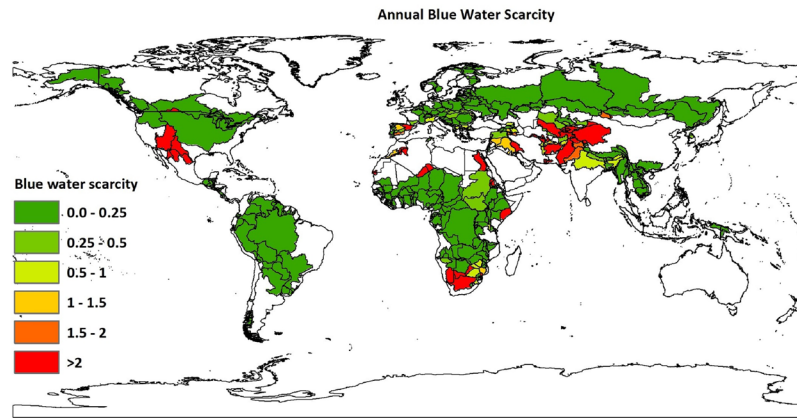 Annual Blue Water Scarcity
Blue water scarcity
0.0 - 0.25
0.25 - 0.5
0.5 - 1
1 - 1.5
1.5 - 2
>2